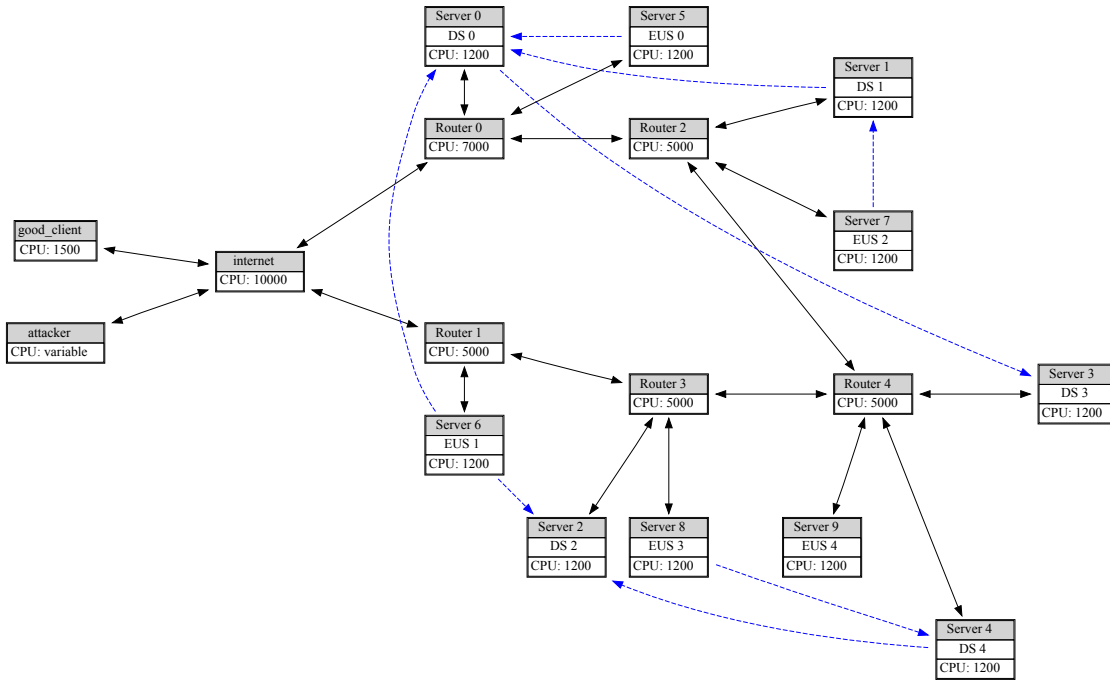 Server 0
DS 0
CPU: 1200
Server 5
EUS 0
CPU: 1200
Server 1
DS 1
CPU: 1200
Router 0
CPU: 7000
Router 2
CPU: 5000
Server 7
EUS 2
CPU: 1200
good_client
CPU: 1500
internet
CPU: 10000
attacker
CPU: variable
Router 1
CPU: 5000
Router 3
CPU: 5000
Router 4
CPU: 5000
Server 3
DS 3
CPU: 1200
Server 6
EUS 1
CPU: 1200
Server 2
DS 2
CPU: 1200
Server 8
EUS 3
CPU: 1200
Server 9
EUS 4
CPU: 1200
Server 4
DS 4
CPU: 1200